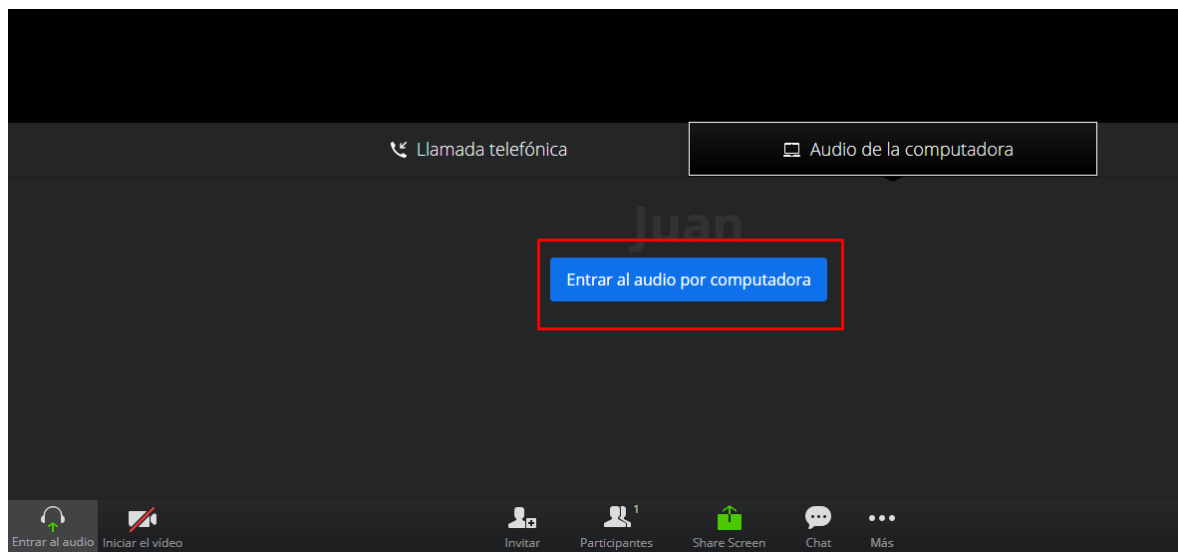 Llamada telefónica
Audio de la computadora
Juan
Entrar al audio por computadora
Entrar al audio
Iniciar el vídeo
Invitar
Participantes
1
Share Screen
Chat
Más